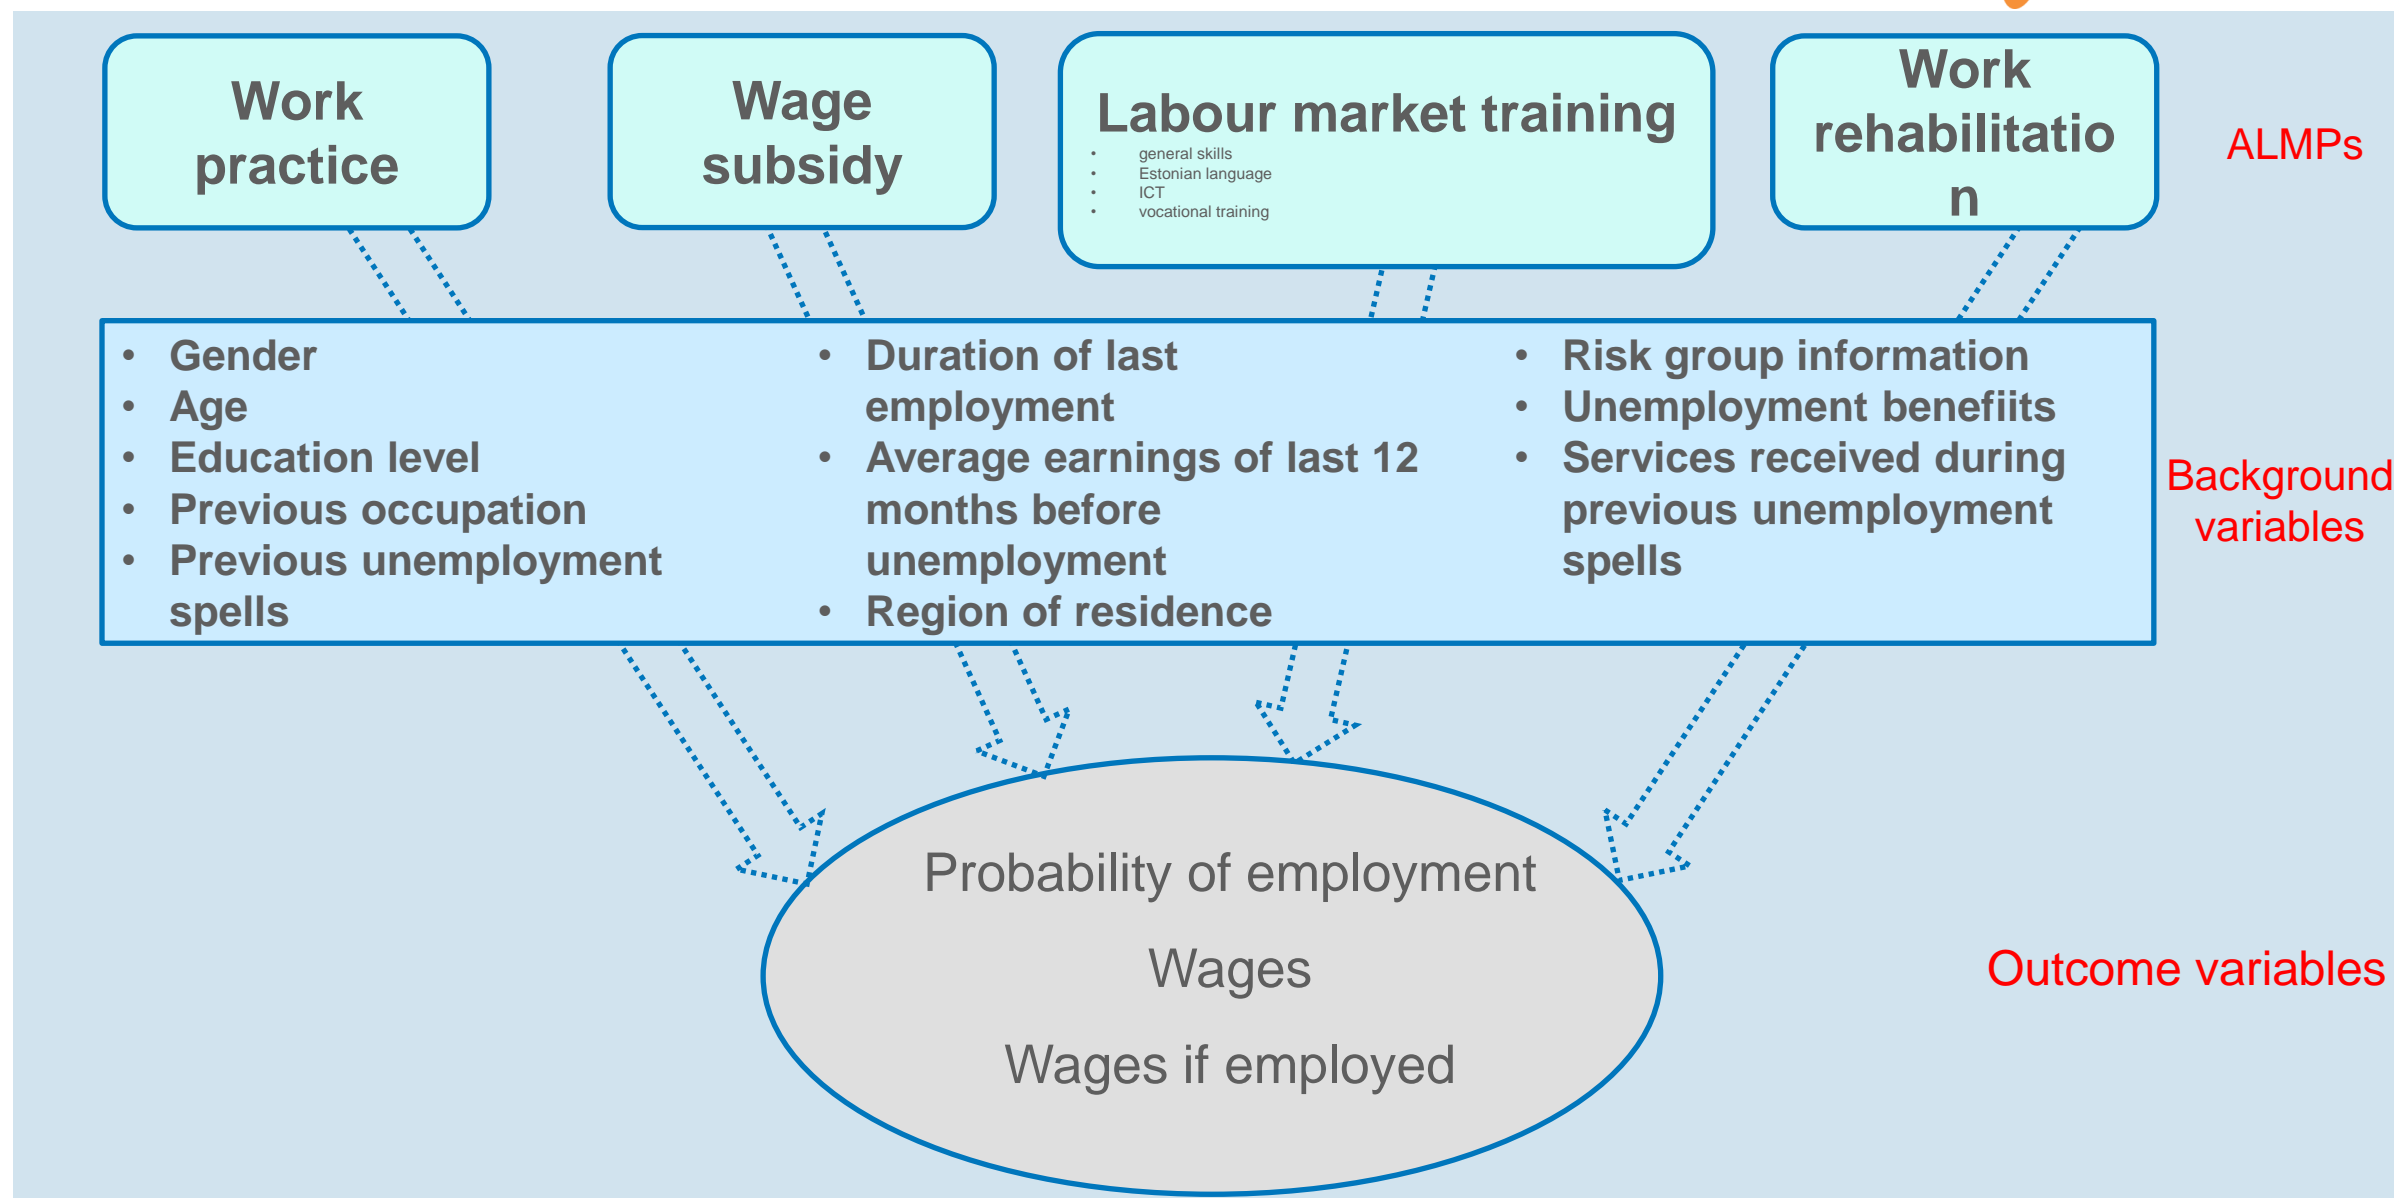 Work
practice
Wage
subsidy
Labour market training
• general skills
• Estonian language
• ICT
• vocational training
Work
rehabilitatio
n
ALMPs
• Gender
• Age
• Education level
• Previous occupation
• Previous unemployment
spells
• Duration of last
employment
• Average earnings of last 12
months before
unemployment
• Region of residence
• Risk group information
• Unemployment benefiits
• Services received during
previous unemployment
spells
Background
variables
Probability of employment
Wages
Wages if employed
Outcome variables